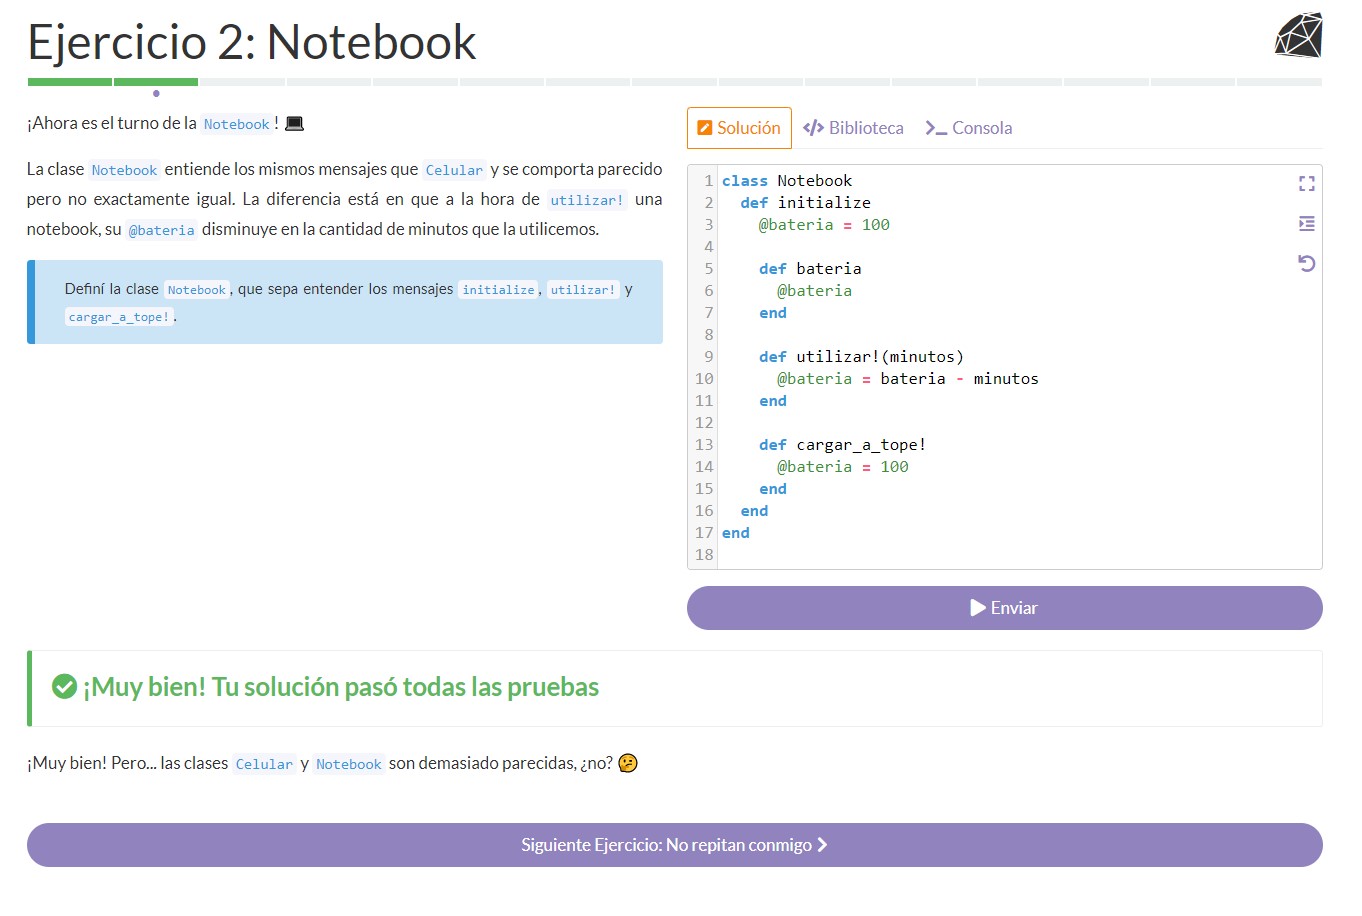 Ejercicio 2: Notebook
¡Ahora es el turno de la Notebook !
La clase Notebook entiende los mismos mensajes que Celular y se comporta parecido
pero no exactamente igual. La diferencia está en que a la hora de utilizar! una
notebook, su @bateria disminuye en la cantidad de minutos que la utilicemos.
Definí la clase Notebook, que sepa entender los mensajes initialize, utilizar! y
cargar_a_tope!.
Solución Biblioteca Consola
1 class Notebook
2   def initialize
3     @bateria = 100
4
5     def bateria
6       @bateria
7     end
8
9     def utilizar!(minutos)
10       @bateria = bateria - minutos
11     end
12
13     def cargar_a_tope!
14       @bateria = 100
15     end
16   end
17 end
18
Enviar
¡Muy bien! Tu solución pasó todas las pruebas
¡Muy bien! Pero... las clases Celular y Notebook son demasiado parecidas, ¿no? 🤔
Siguiente Ejercicio: No repitan conmigo